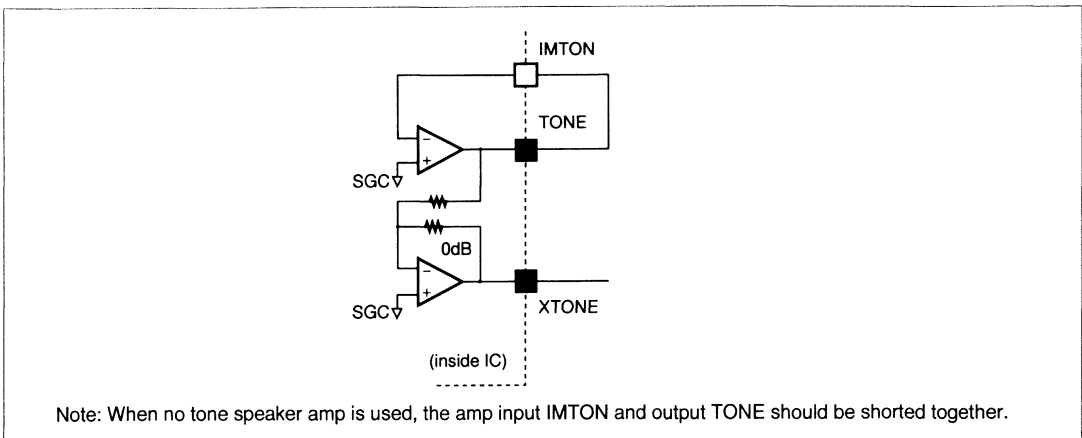 IMTON
TONE
SGC
0dB
SGC
XTONE
(inside IC)
Note: When no tone speaker amp is used, the amp input IMTON and output TONE should be shorted together.